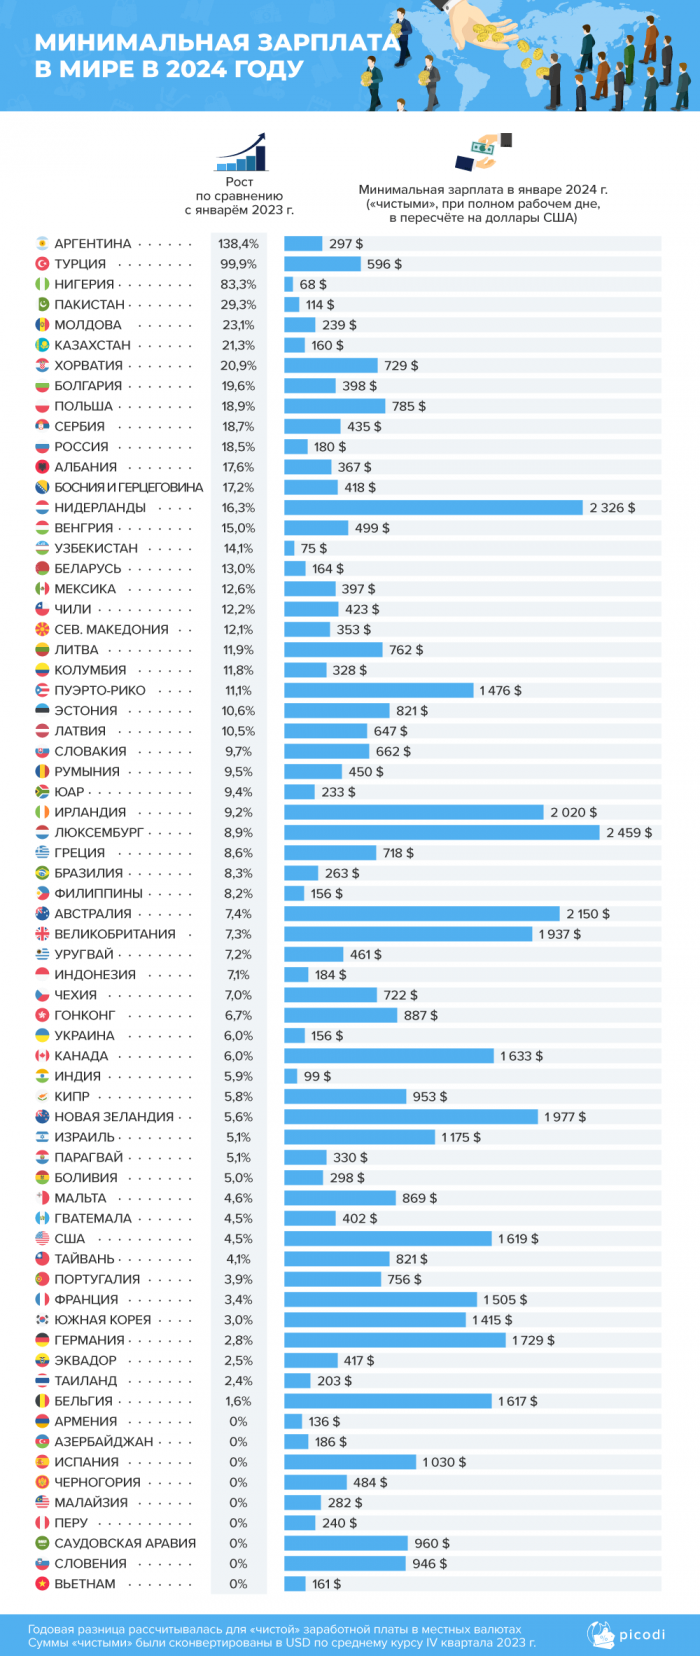 МИНИМАЛЬНАЯ ЗАРПЛАТА
В МИРЕ В 2024 ГОДУ
Рост
по сравнению
с январём 2023 г.
Минимальная зарплата в январе 2024 г.
(«чистыми», при полном рабочем дне,
в пересчёте на доллары США)
АРГЕНТИНА 138,4% 297 $
ТУРЦИЯ 99,9% 596 $
НИГЕРИЯ 83,3% 68 $
ПАКИСТАН 29,3% 114 $
МОЛДОВА 23,1% 239 $
КАЗАХСТАН 21,3% 160 $
ХОРВАТИЯ 20,9% 729 $
БОЛГАРИЯ 19,6% 398 $
ПОЛЬША 18,9% 785 $
СЕРБИЯ 18,7% 435 $
РОССИЯ 18,5% 180 $
АЛБАНИЯ 17,6% 367 $
БОСНИЯ И ГЕРЦЕГОВИНА 17,2% 418 $
НИДЕРЛАНДЫ 16,3% 2 326 $
ВЕНГРИЯ 15,0% 499 $
УЗБЕКИСТАН 14,1% 75 $
БЕЛАРУСЬ 13,0% 164 $
МЕКСИКА 12,6% 397 $
ЧИЛИ 12,2% 423 $
СЕВ. МАКЕДОНИЯ 12,1% 353 $
ЛИТВА 11,9% 762 $
КОЛУМБИЯ 11,8% 328 $
ПУЭРТО-РИКО 11,1% 1 476 $
ЭСТОНИЯ 10,6% 821 $
ЛАТВИЯ 10,5% 647 $
СЛОВАКИЯ 9,7% 662 $
РУМЫНИЯ 9,5% 450 $
ЮАР 9,4% 233 $
ИРЛАНДИЯ 9,2% 2 020 $
ЛЮКСЕМБУРГ 8,9% 2 459 $
ГРЕЦИЯ 8,6% 718 $
БРАЗИЛИЯ 8,3% 263 $
ФИЛИППИНЫ 8,2% 156 $
АВСТРАЛИЯ 7,4% 2 150 $
ВЕЛИКОБРИТАНИЯ 7,3% 1 937 $
УРУГВАЙ 7,2% 461 $
ИНДОНЕЗИЯ 7,1% 184 $
ЧЕХИЯ 7,0% 722 $
ГОНКОНГ 6,7% 887 $
УКРАИНА 6,0% 156 $
КАНАДА 6,0% 1 633 $
ИНДИЯ 5,9% 99 $
КИПР 5,8% 953 $
НОВАЯ ЗЕЛАНДИЯ 5,6% 1 977 $
ИЗРАИЛЬ 5,1% 1 175 $
ПАРАГВАЙ 5,1% 330 $
БОЛИВИЯ 5,0% 298 $
МАЛЬТА 4,6% 869 $
ГВАТЕМАЛА 4,5% 402 $
США 4,5% 1 619 $
ТАЙВАНЬ 4,1% 821 $
ПОРТУГАЛИЯ 3,9% 756 $
ФРАНЦИЯ 3,4% 1 505 $
ЮЖНАЯ КОРЕЯ 3,0% 1 415 $
ГЕРМАНИЯ 2,8% 1 729 $
ЭКВАДОР 2,5% 417 $
ТАИЛАНД 2,4% 203 $
БЕЛЬГИЯ 1,6% 1 617 $
АРМЕНИЯ 0% 136 $
АЗЕРБАЙДЖАН 0% 186 $
ИСПАНИЯ 0% 1 030 $
ЧЕРНОГОРИЯ 0% 484 $
МАЛАЙЗИЯ 0% 282 $
ПЕРУ 0% 240 $
САУДОВСКАЯ АРАВИЯ 0% 960 $
СЛОВЕНИЯ 0% 946 $
ВЬЕТНАМ 0% 161 $
Годовая разница рассчитывалась для «чистой» заработной платы в местных валютах
Суммы «чистыми» были сконвертированы в USD по среднему курсу IV квартала 2023 г.
picodi